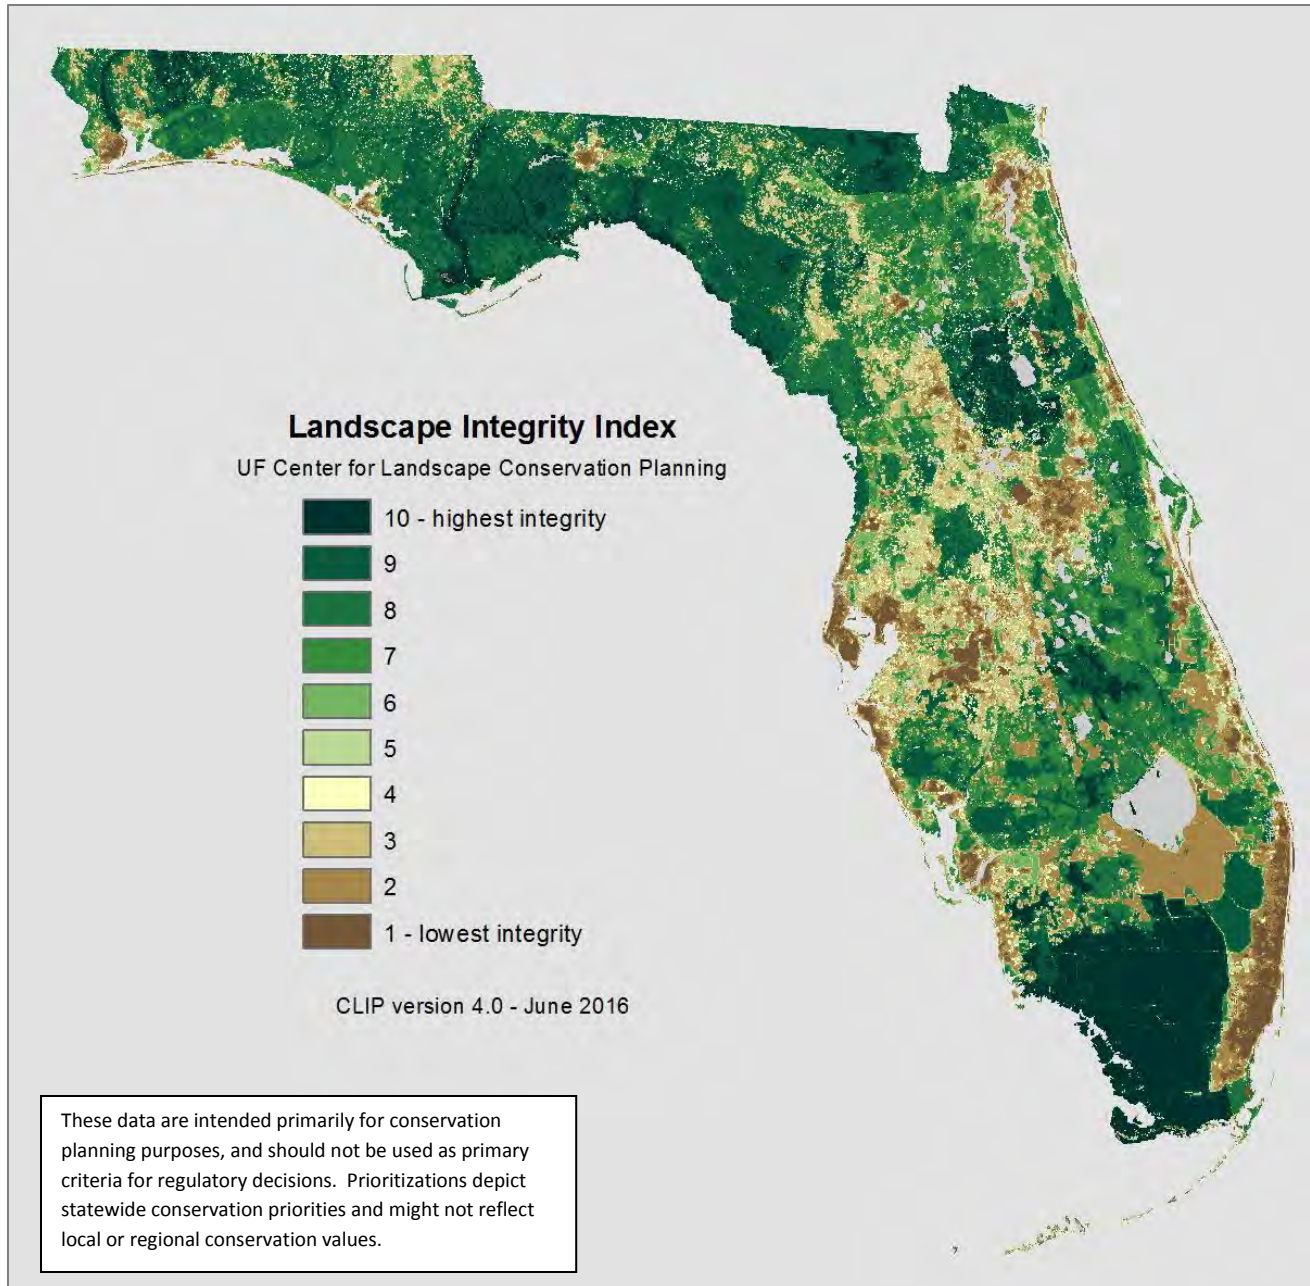 Landscape Integrity Index
UF Center for Landscape Conservation Planning
10 - highest integrity
9
8
7
6
5
4
3
2
1 - lowest integrity
CLIP version 4.0 - June 2016
These data are intended primarily for conservation
planning purposes, and should not be used as primary
criteria for regulatory decisions.  Prioritizations depict
statewide conservation priorities and might not reflect
local or regional conservation values.